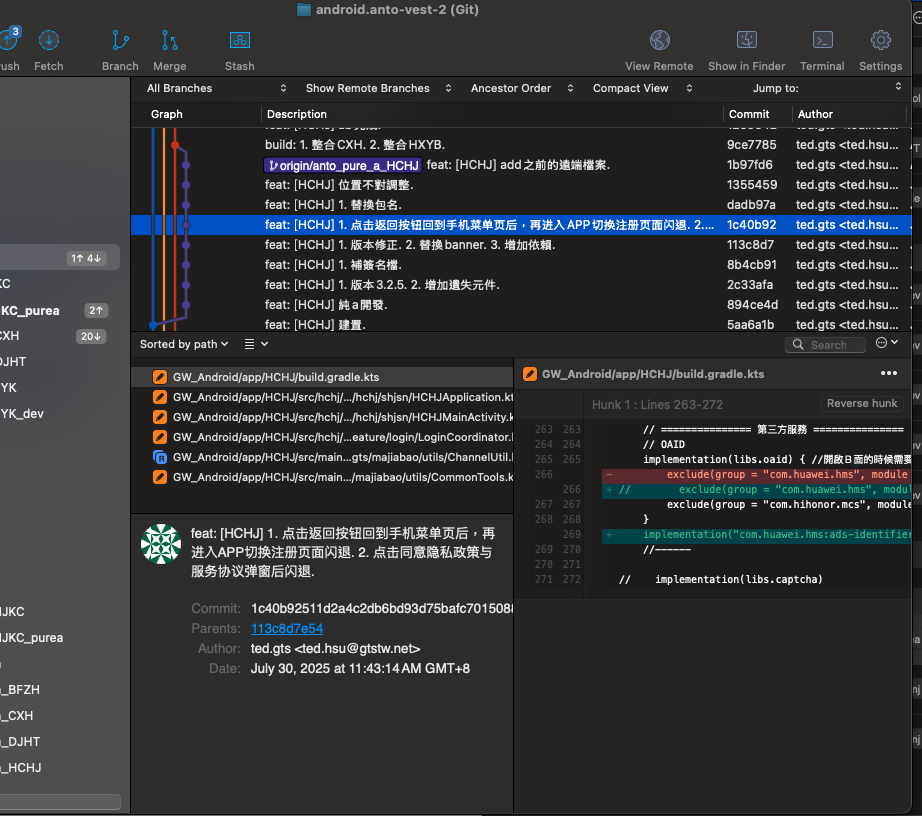 android.anto-vest-2 (Git)
3
Push
Fetch
Branch
Merge
Stash
View Remote
Show in Finder
Terminal
Settings
All Branches
Show Remote Branches
Ancestor Order
Compact View
Jump to:
Graph
Description
Commit
Author
build: 1. 整合CXH. 2. 整合HXYB.
9ce7785
ted.gts <ted.hsu...
origin/anto_pure_a_HCHJ
feat: [HCHJ] add之前的遠端檔案.
1b97fd6
ted.gts <ted.hsu...
feat: [HCHJ] 位置不對調整.
1355459
ted.gts <ted.hsu...
feat: [HCHJ] 1. 替換包名.
dadb97a
ted.gts <ted.hsu...
feat: [HCHJ] 1. 点击返回按钮回到手机菜单页后，再进入APP切换注册页面闪退. 2....
1c40b92
ted.gts <ted.hsu...
feat: [HCHJ] 1. 版本修正. 2. 替換banner. 3. 增加依賴.
113c8d7
ted.gts <ted.hsu...
feat: [HCHJ] 1. 補簽名檔.
8b4cb91
ted.gts <ted.hsu...
feat: [HCHJ] 1. 版本3.2.5. 2. 增加遺失元件.
2c33afa
ted.gts <ted.hsu...
feat: [HCHJ] 純a開發.
894ce4d
ted.gts <ted.hsu...
feat: [HCHJ] 建置.
5aa6a1b
ted.gts <ted.hsu...
1↑ 4↓
KC
KC_purea
2↑
CXH
20↓
DJHT
YK
YK_dev
JKC
JKC_purea
_BFZH
_CXH
_DJHT
_HCHJ
Sorted by path
Search
GW_Android/app/HCHJ/build.gradle.kts
GW_Android/app/HCHJ/src/hchj/.../hchj/shjsn/HCHJApplication.kt
GW_Android/app/HCHJ/src/hchj/.../hchj/shjsn/HCHJMainActivity.k
GW_Android/app/HCHJ/src/hchj/...eature/login/LoginCoordinator.
GW_Android/app/HCHJ/src/main...gts/majiabao/utils/ChannelUtil.
GW_Android/app/HCHJ/src/main.../majiabao/utils/CommonTools.k
feat: [HCHJ] 1. 点击返回按钮回到手机菜单页后，再
进入APP切换注册页面闪退. 2. 点击同意隐私政策与
服务协议弹窗后闪退.
Commit: 1c40b92511d2a4c2db6bd93d75bafc7015088
Parents: 113c8d7e54
Author: ted.gts <ted.hsu@gtstw.net>
Date: July 30, 2025 at 11:43:14 AM GMT+8
GW_Android/app/HCHJ/build.gradle.kts
Hunk 1 : Lines 263-272
Reverse hunk
263 263 // =============== 第三方服務 ===============
264 264 // OAID
265 265 implementation(libs.oaid) { //開啟B面的時候需要
266 - exclude(group = "com.huawei.hms", module
266 + // exclude(group = "com.huawei.hms", modul
267 267 exclude(group = "com.hihonor.mcs", module
268 268 }
269 + implementation("com.huawei.hms:ads-identifier
269 270 //------
270 271
271 272 // implementation(libs.captcha)